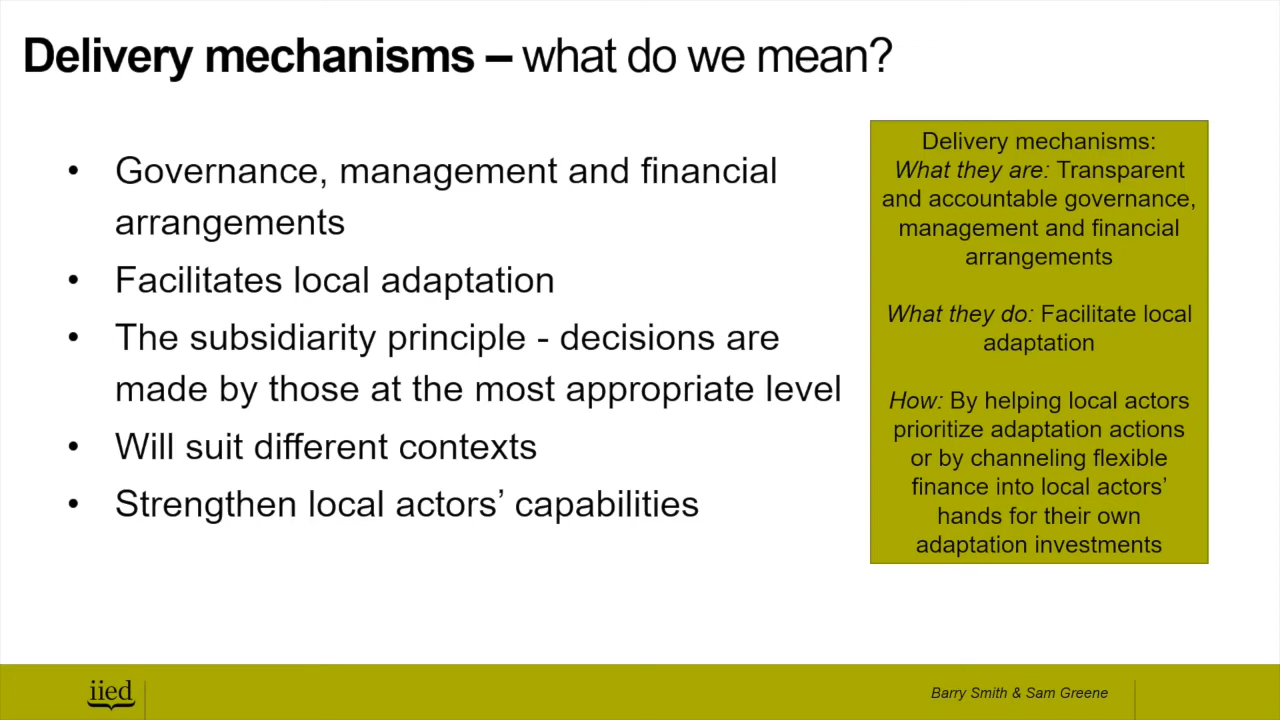 Delivery mechanisms – what do we mean?
• Governance, management and financial
arrangements
• Facilitates local adaptation
• The subsidiarity principle - decisions are
made by those at the most appropriate level
• Will suit different contexts
• Strengthen local actors’ capabilities
Delivery mechanisms:
What they are: Transparent
and accountable governance,
management and financial
arrangements
What they do: Facilitate local
adaptation
How: By helping local actors
prioritize adaptation actions
or by channeling flexible
finance into local actors’
hands for their own
adaptation investments
iied
Barry Smith & Sam Greene